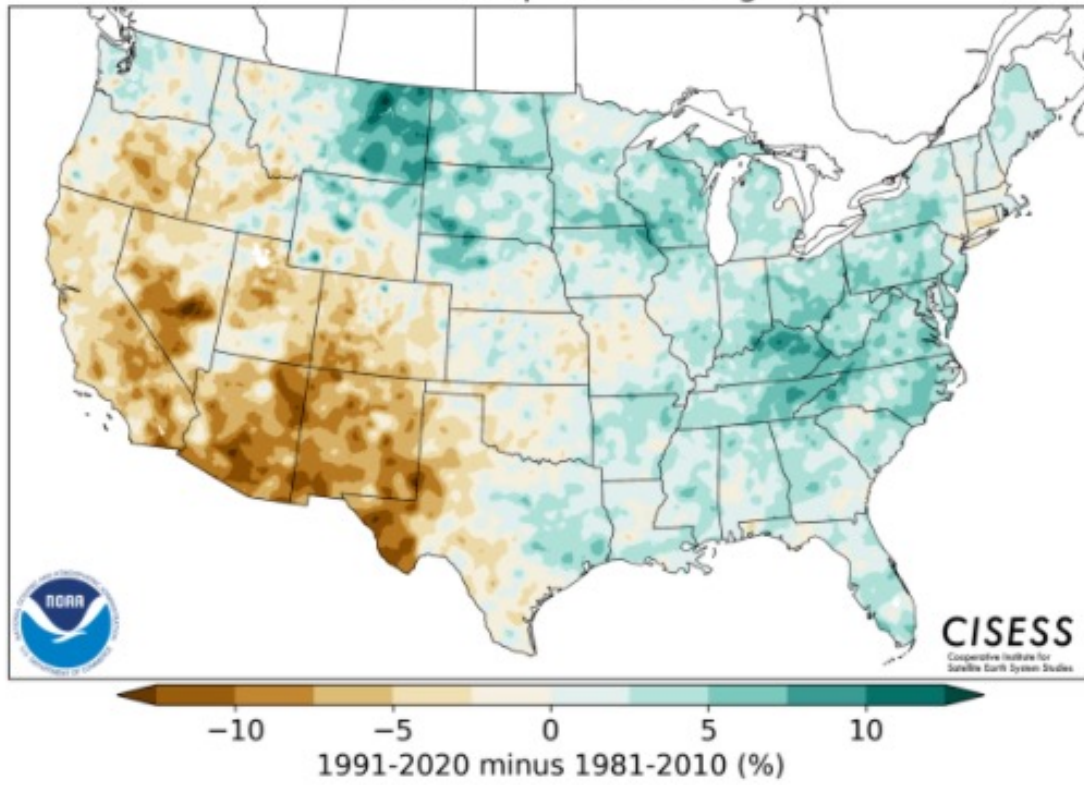 NOAA
CISESS
Cooperative Institute for
Satellite Earth System Studies
−10 −5 0 5 10
1991-2020 minus 1981-2010 (%)